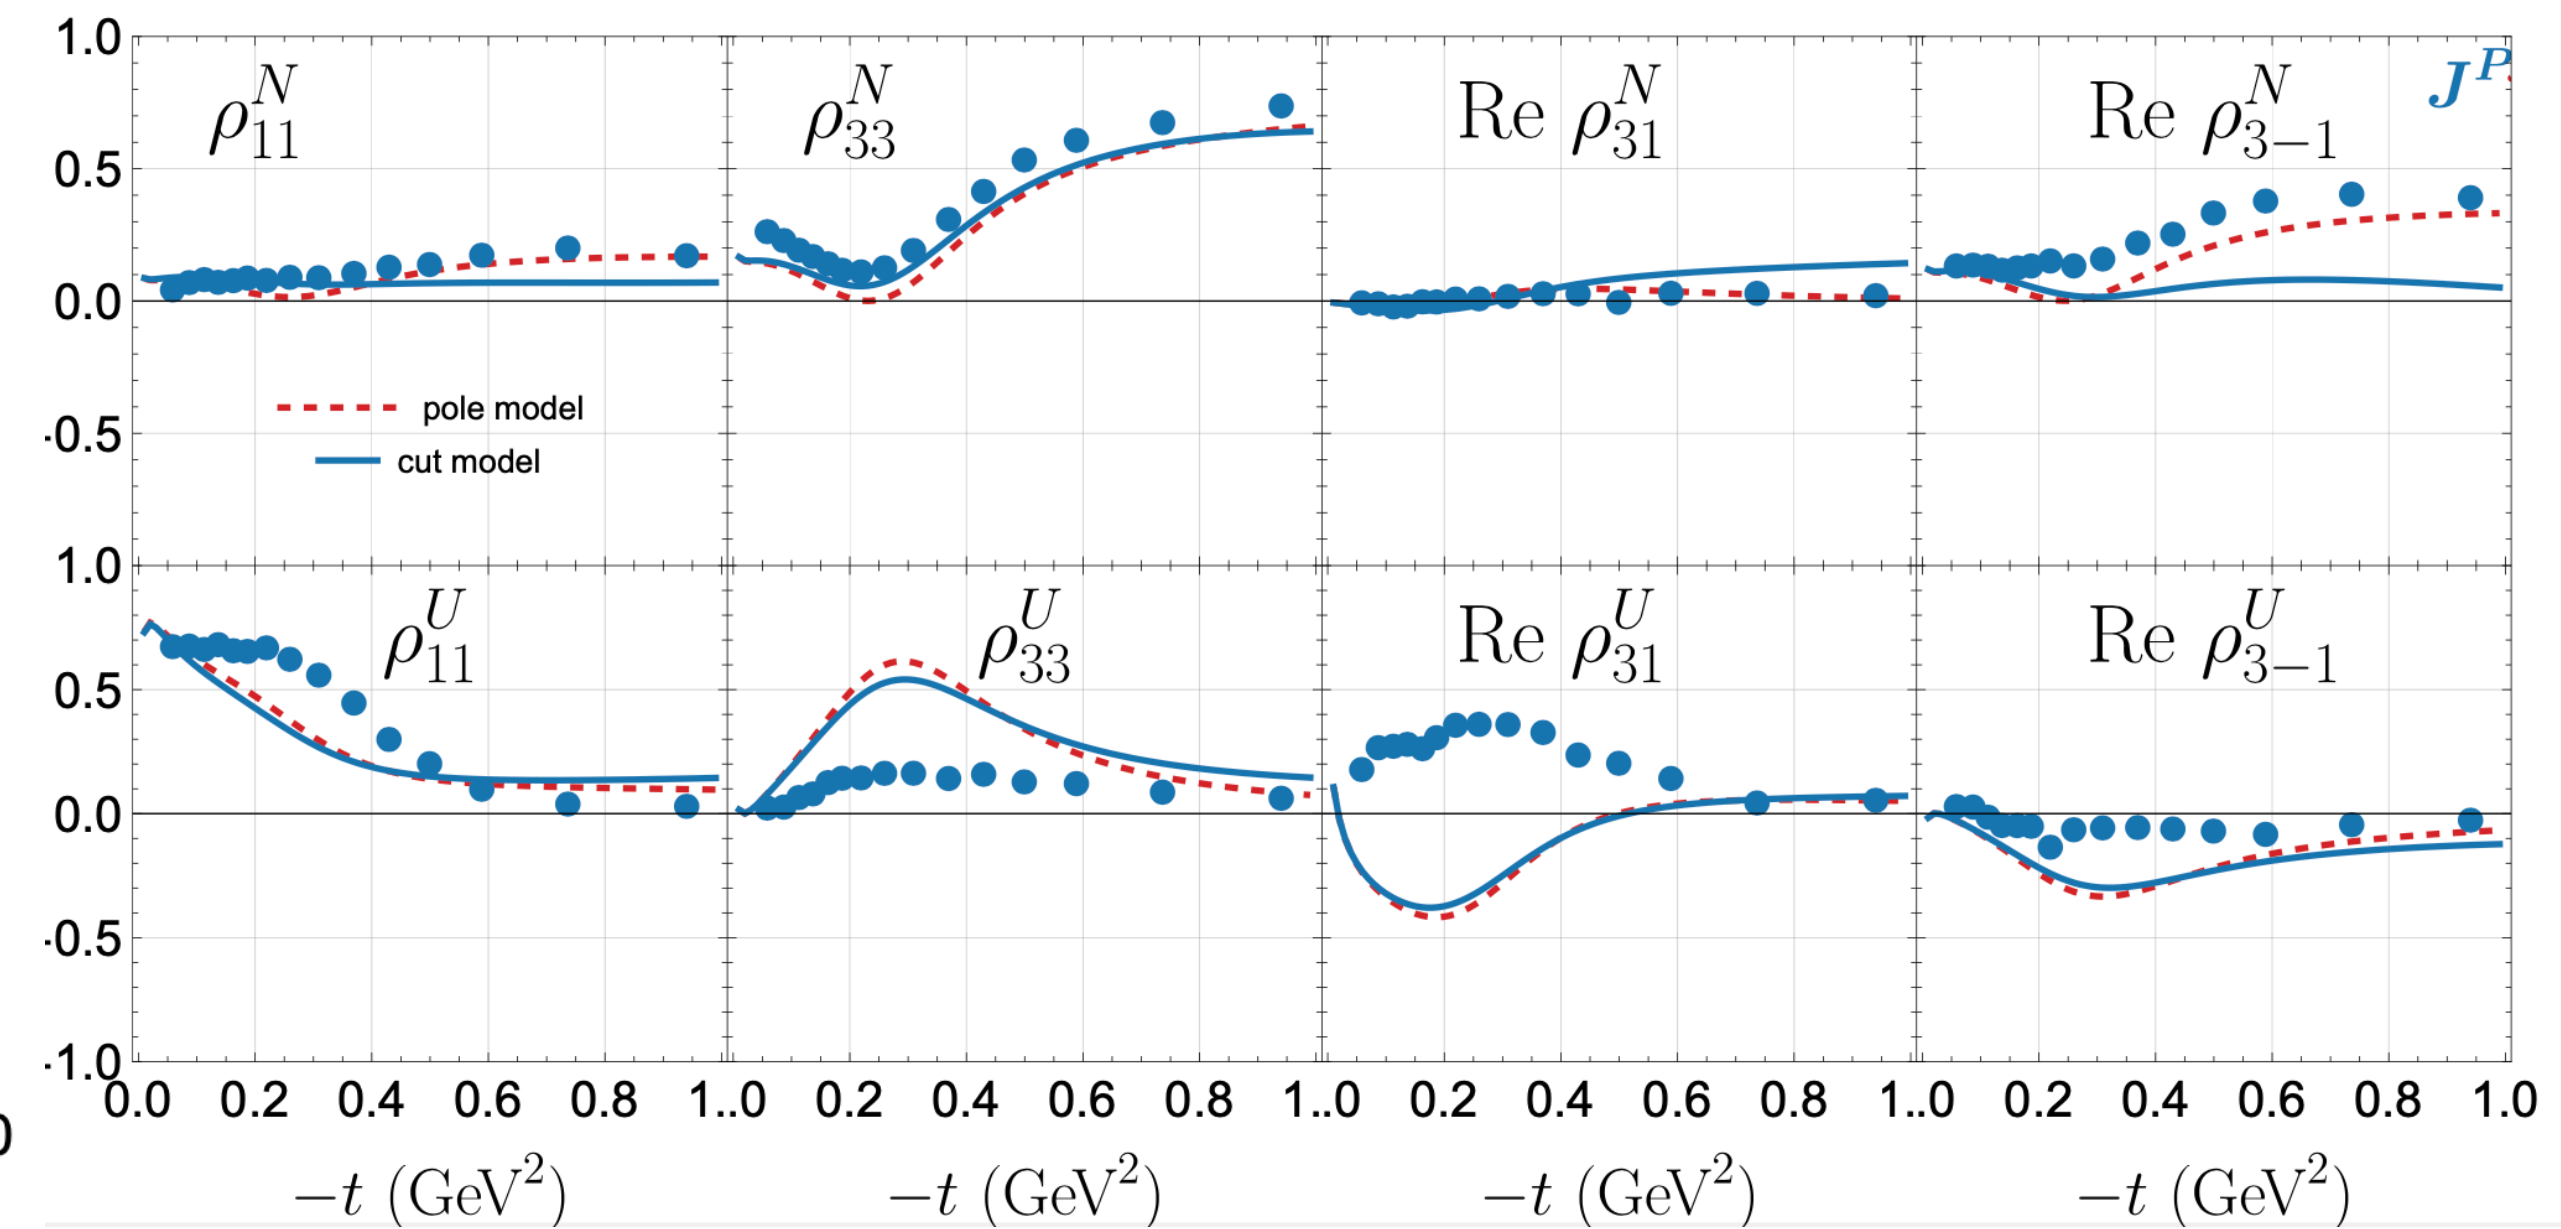 1.0
ρ^N_11 ρ^N_33 Re ρ^N_31 Re ρ^N_3−1 J^P
0.5
0.0
pole model
-0.5
cut model
1.0
ρ^U_11 ρ^U_33 Re ρ^U_31 Re ρ^U_3−1
0.5
0.0
-0.5
-1.0
0.0 0.2 0.4 0.6 0.8 1..0 0.2 0.4 0.6 0.8 1..0 0.2 0.4 0.6 0.8 1..0 0.2 0.4 0.6 0.8 1.0
−t (GeV²) −t (GeV²) −t (GeV²) −t (GeV²)